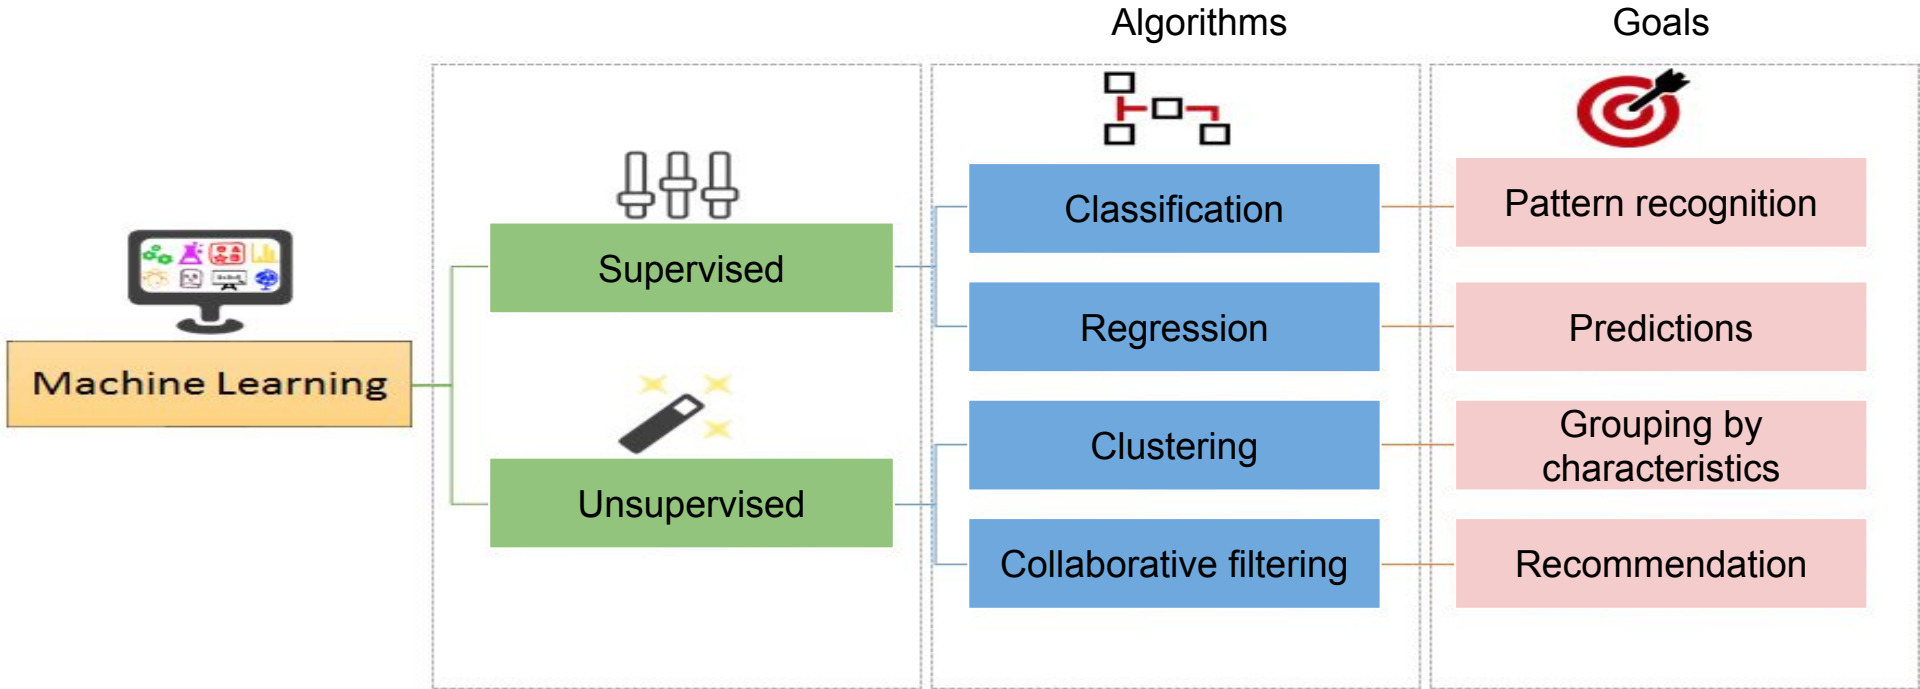 Algorithms
Goals
Machine Learning
Supervised
Unsupervised
Classification
Regression
Clustering
Collaborative filtering
Pattern recognition
Predictions
Grouping by
characteristics
Recommendation